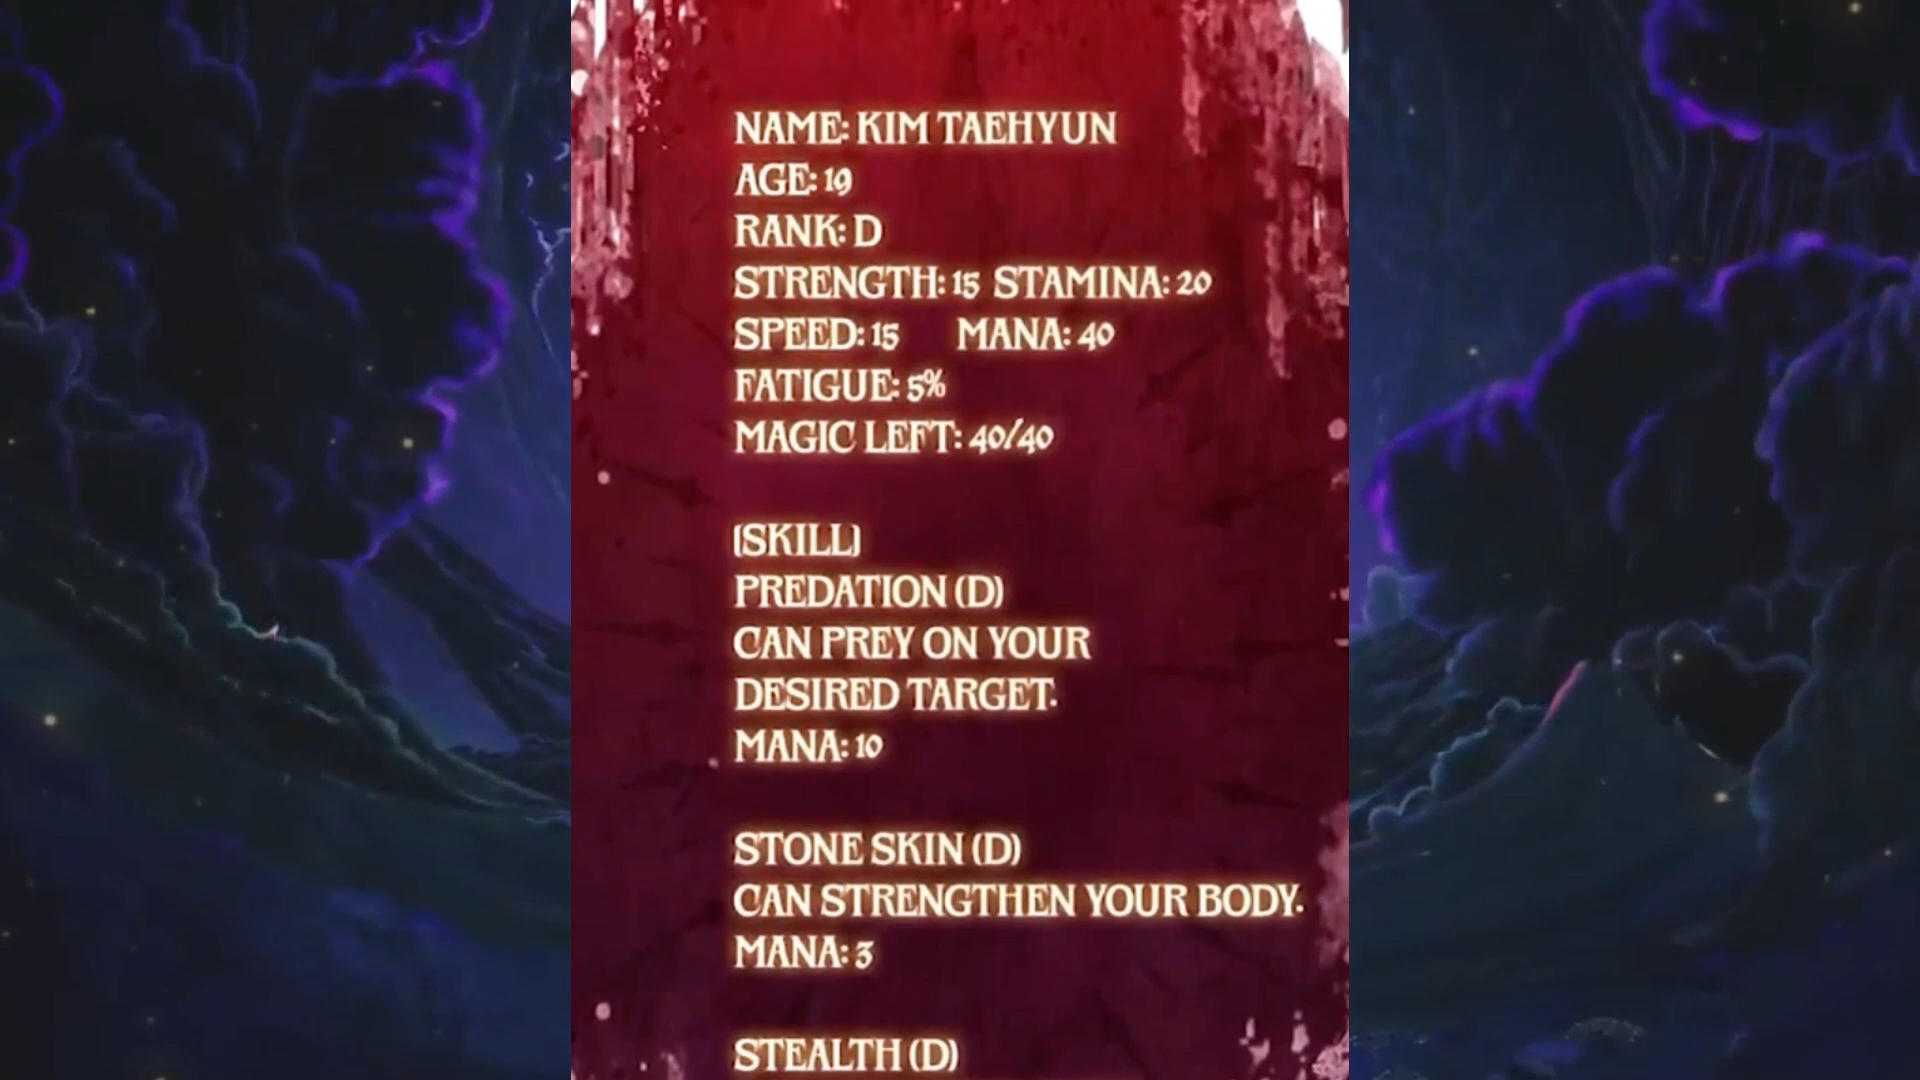 NAME: KIM TAEHYUN
AGE: 19
RANK: D
STRENGTH: 15 STAMINA: 20
SPEED: 15 MANA: 40
FATIGUE: 5%
MAGIC LEFT: 40/40
[SKILL]
PREDATION (D)
CAN PREY ON YOUR
DESIRED TARGET.
MANA: 10
STONE SKIN (D)
CAN STRENGTHEN YOUR BODY.
MANA: 3
STEALTH (D)